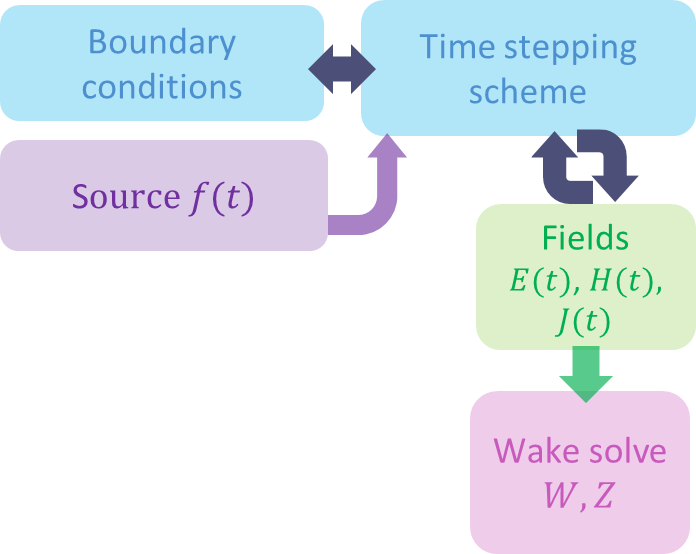 Boundary
conditions
Time stepping
scheme
Source f(t)
Fields
E(t), H(t),
J(t)
Wake solve
W, Z